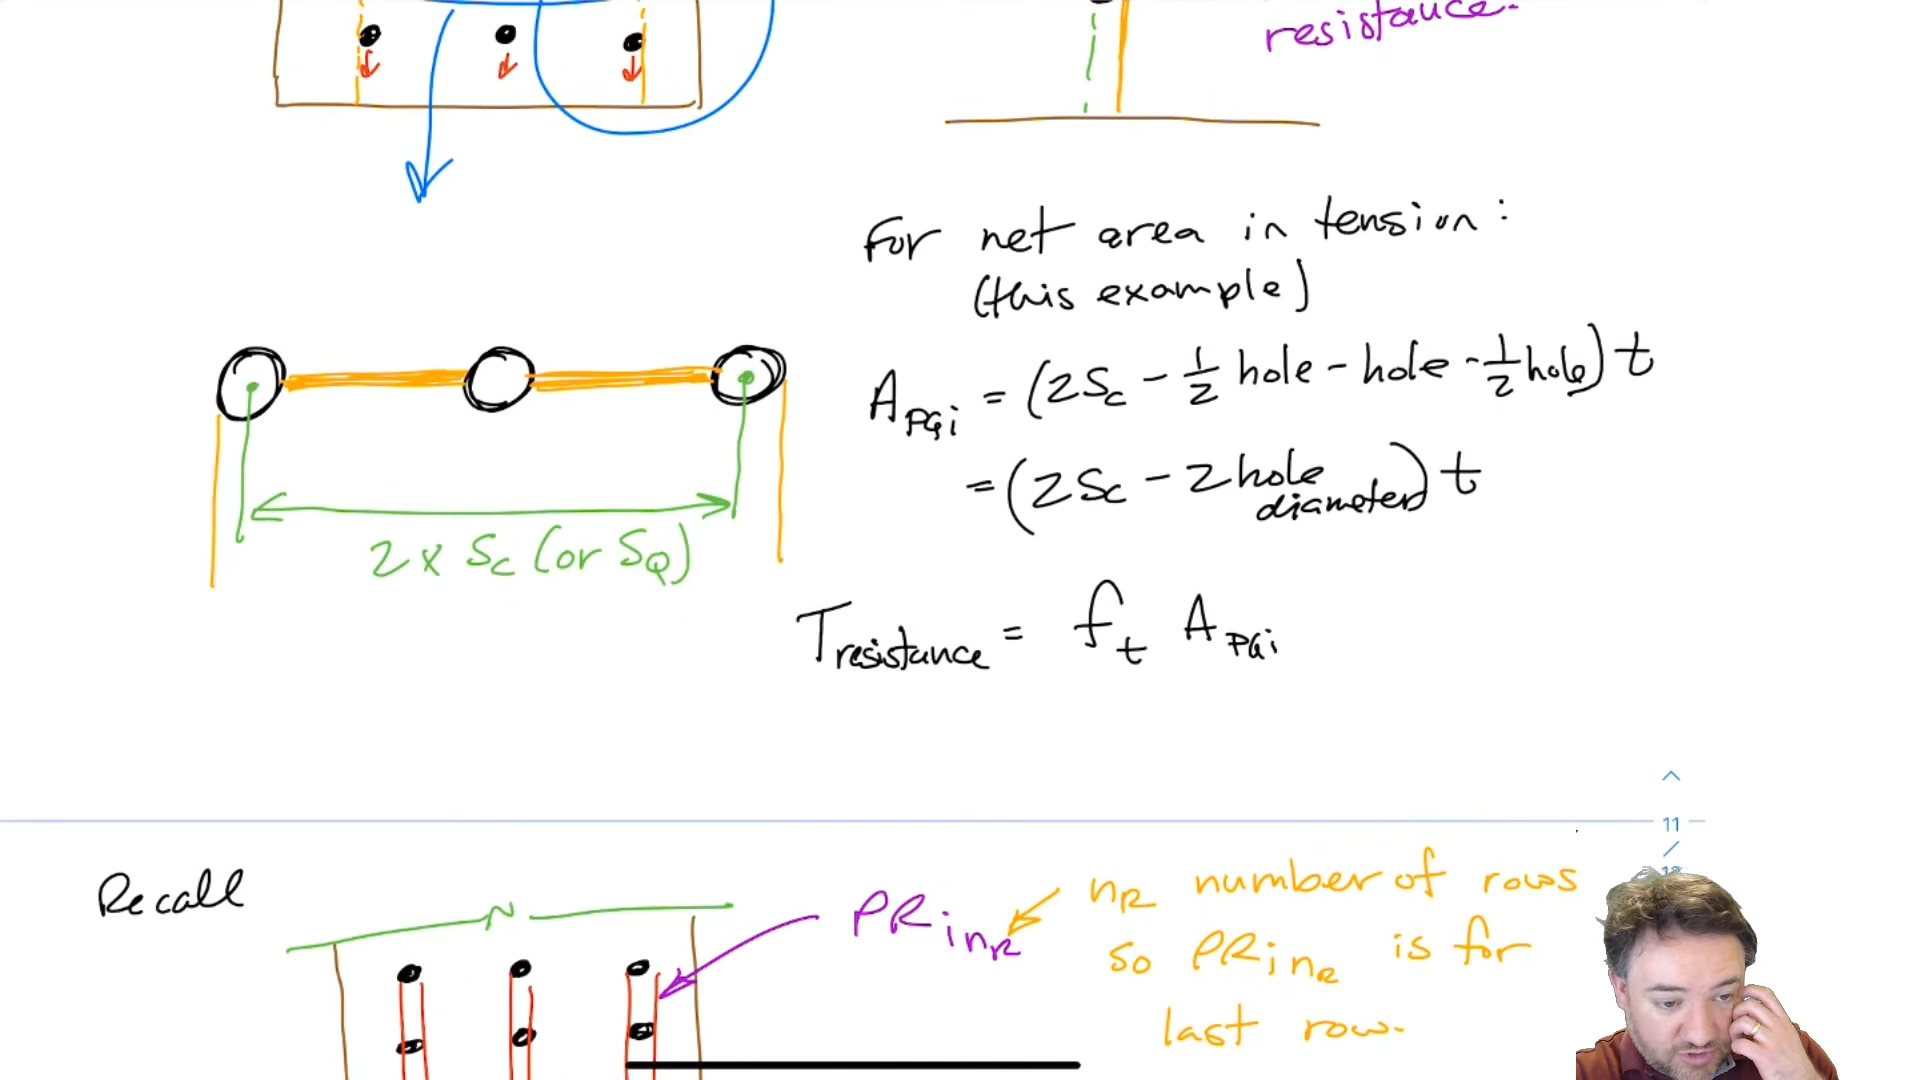 resistance.
For net area in tension:
(this example)
A_PGi = (2S_C - 1/2 hole - hole - 1/2 hole) t
= (2S_C - 2 hole diameter) t
2 x S_C (or S_Q)
T_resistance = f_t A_PGi
11
/
Recall
PR_in_R
n_R number of rows
so PR_in_R is for
last row.